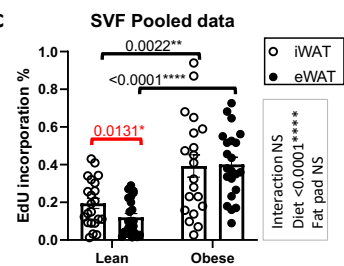 C
SVF Pooled data
0.0022**
<0.0001****
0.0131*
iWAT
eWAT
EdU incorporation %
1.0
0.8
0.6
0.4
0.2
0.0
Lean
Obese
Interaction NS
Diet <0.0001****
Fat pad NS